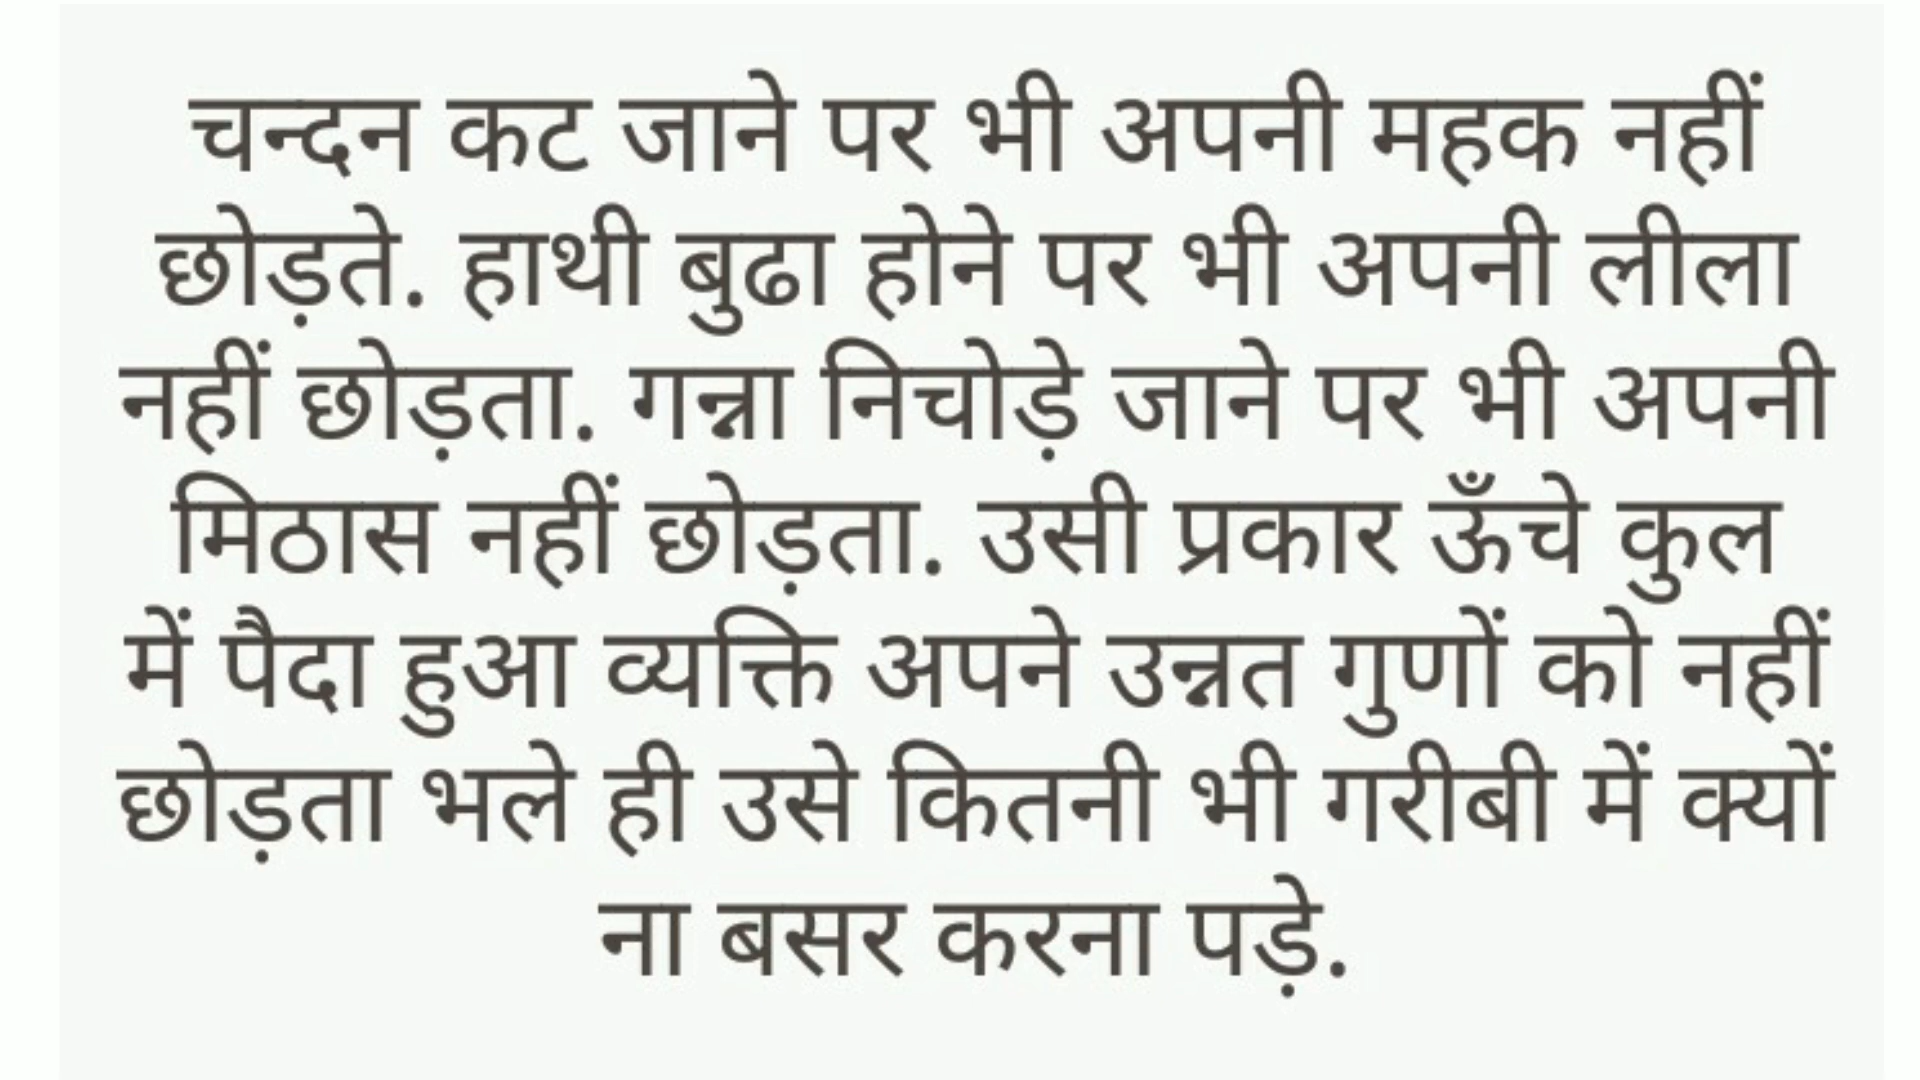 चन्दन कट जाने पर भी अपनी महक नहीं
छोड़ते. हाथी बुढा होने पर भी अपनी लीला
नहीं छोड़ता. गन्ना निचोड़े जाने पर भी अपनी
मिठास नहीं छोड़ता. उसी प्रकार ऊँचे कुल
में पैदा हुआ व्यक्ति अपने उन्नत गुणों को नहीं
छोड़ता भले ही उसे कितनी भी गरीबी में क्यों
ना बसर करना पड़े.